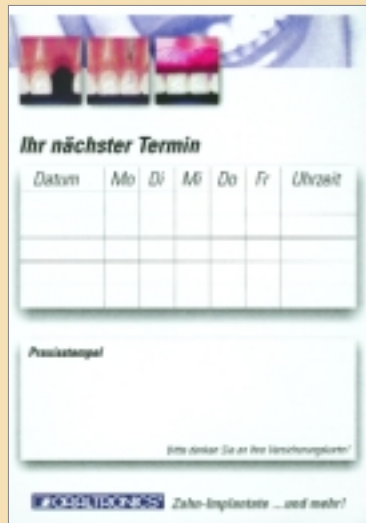 Ihr nächster Termin
Datum Mo Di Mi Do Fr Uhrzeit
Praxisstempel
Bitte denken Sie an Ihre Versicherungskarte!
ORALTRONICS® Zahn-Implantate ...und mehr!